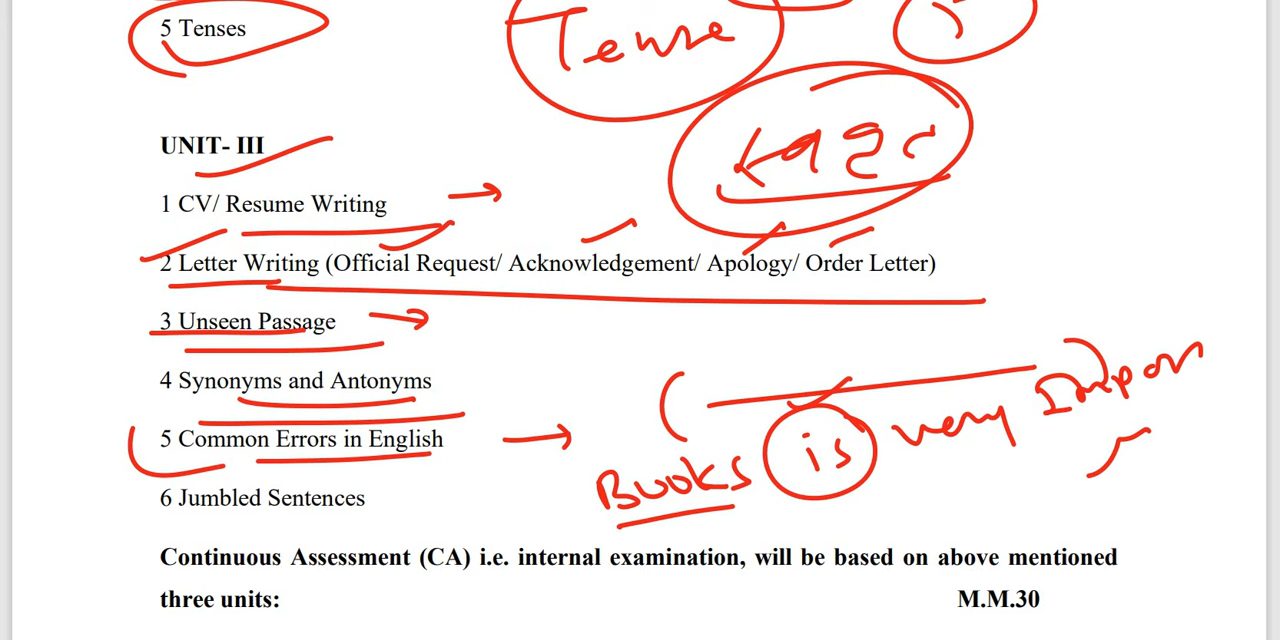 5 Tenses
Tense
UNIT- III
1 CV/ Resume Writing
2 Letter Writing (Official Request/ Acknowledgement/ Apology/ Order Letter)
3 Unseen Passage
4 Synonyms and Antonyms
5 Common Errors in English
Books is very Impor
6 Jumbled Sentences
Continuous Assessment (CA) i.e. internal examination, will be based on above mentioned
three units: M.M.30